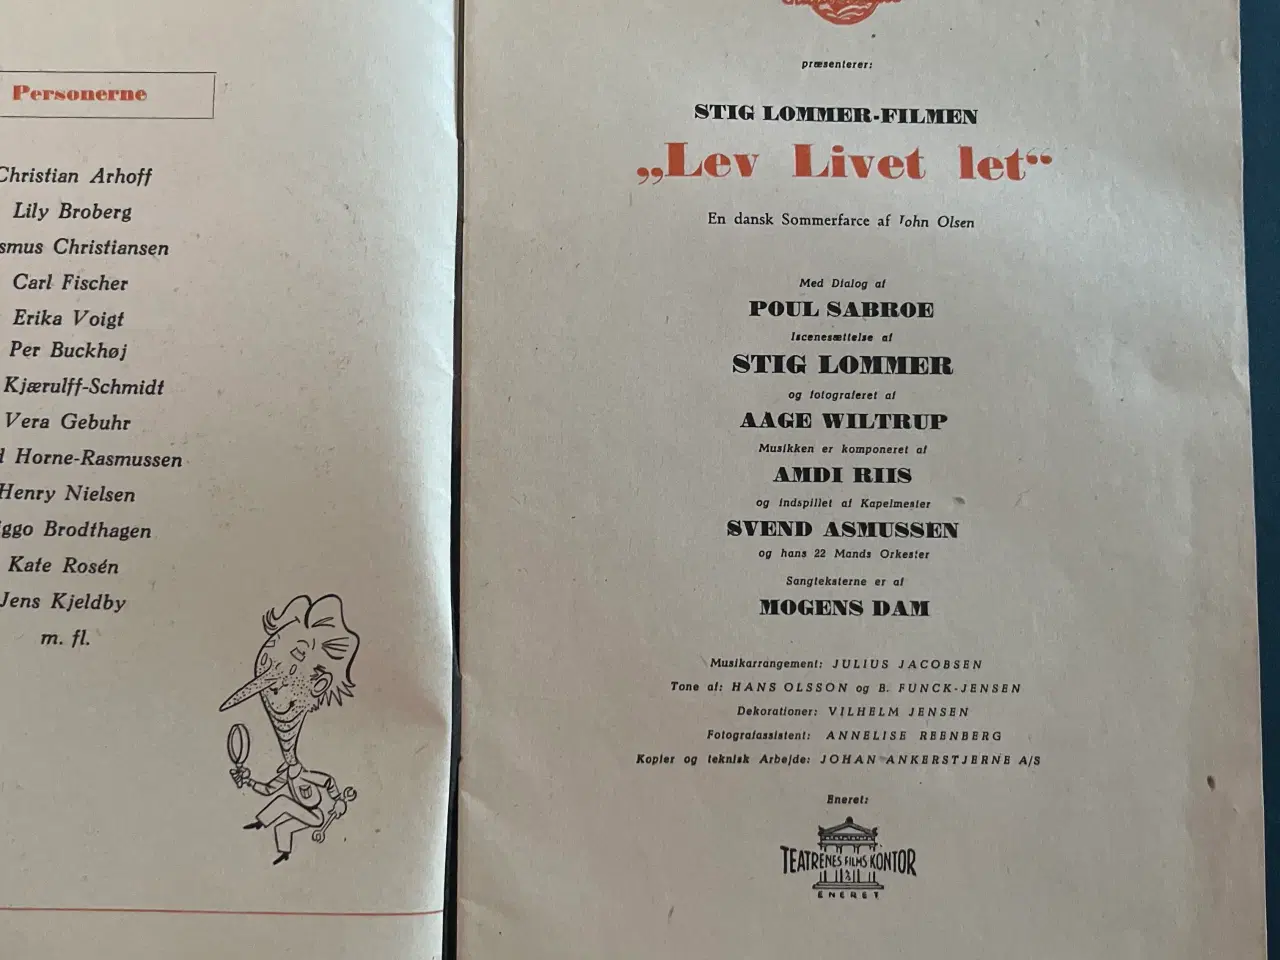 Personerne
Christian Arhoff
Lily Broberg
smus Christiansen
Carl Fischer
Erika Voigt
Per Buckhøj
Kjærulff-Schmidt
Vera Gebuhr
Horne-Rasmussen
Henry Nielsen
ggo Brodthagen
Kate Rosén
Jens Kjeldby
m. fl.
præsenterer:
STIG LOMMER-FILMEN
„Lev Livet let“
En dansk Sommerfarce af John Olsen
Med Dialog af
POUL SABROE
Iscenesættelse af
STIG LOMMER
og fotograferet af
AAGE WILTRUP
Musikken er komponeret af
AMDI RIIS
og indspillet af Kapelmester
SVEND ASMUSSEN
og hans 22 Mands Orkester
Sangteksterne er af
MOGENS DAM
Musikarrangement: JULIUS JACOBSEN
Tone af: HANS OLSSON og B. FUNCK-JENSEN
Dekorationer: VILHELM JENSEN
Fotografassistent: ANNELISE REENBERG
Kopier og teknisk Arbejde: JOHAN ANKERSTJERNE A/S
Eneret:
TEATRENES FILMS KONTOR
ENERET